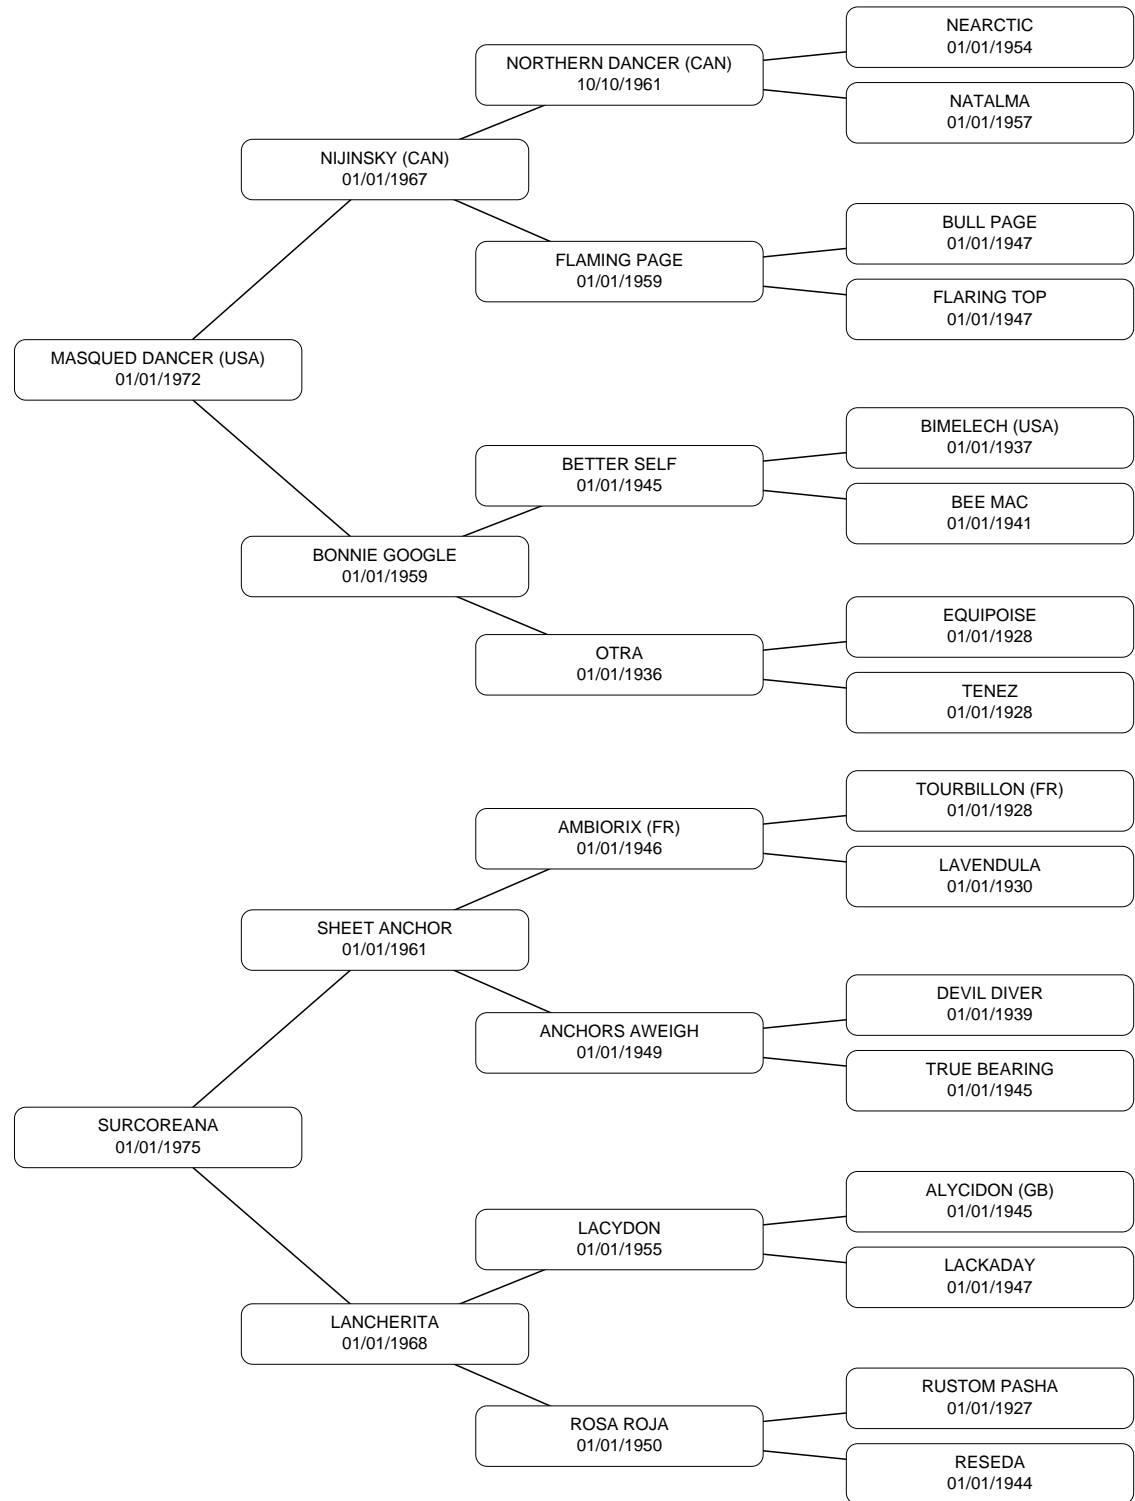 NEARCTIC
01/01/1954
NORTHERN DANCER (CAN)
10/10/1961
NATALMA
01/01/1957
NIJINSKY (CAN)
01/01/1967
BULL PAGE
01/01/1947
FLAMING PAGE
01/01/1959
FLARING TOP
01/01/1947
MASQUED DANCER (USA)
01/01/1972
BIMELECH (USA)
01/01/1937
BETTER SELF
01/01/1945
BEE MAC
01/01/1941
BONNIE GOOGLE
01/01/1959
EQUIPOISE
01/01/1928
OTRA
01/01/1936
TENEZ
01/01/1928
TOURBILLON (FR)
01/01/1928
AMBIORIX (FR)
01/01/1946
LAVENDULA
01/01/1930
SHEET ANCHOR
01/01/1961
DEVIL DIVER
01/01/1939
ANCHORS AWEIGH
01/01/1949
TRUE BEARING
01/01/1945
SURCOREANA
01/01/1975
ALYCIDON (GB)
01/01/1945
LACYDON
01/01/1955
LACKADAY
01/01/1947
LANCHERITA
01/01/1968
RUSTOM PASHA
01/01/1927
ROSA ROJA
01/01/1950
RESEDA
01/01/1944